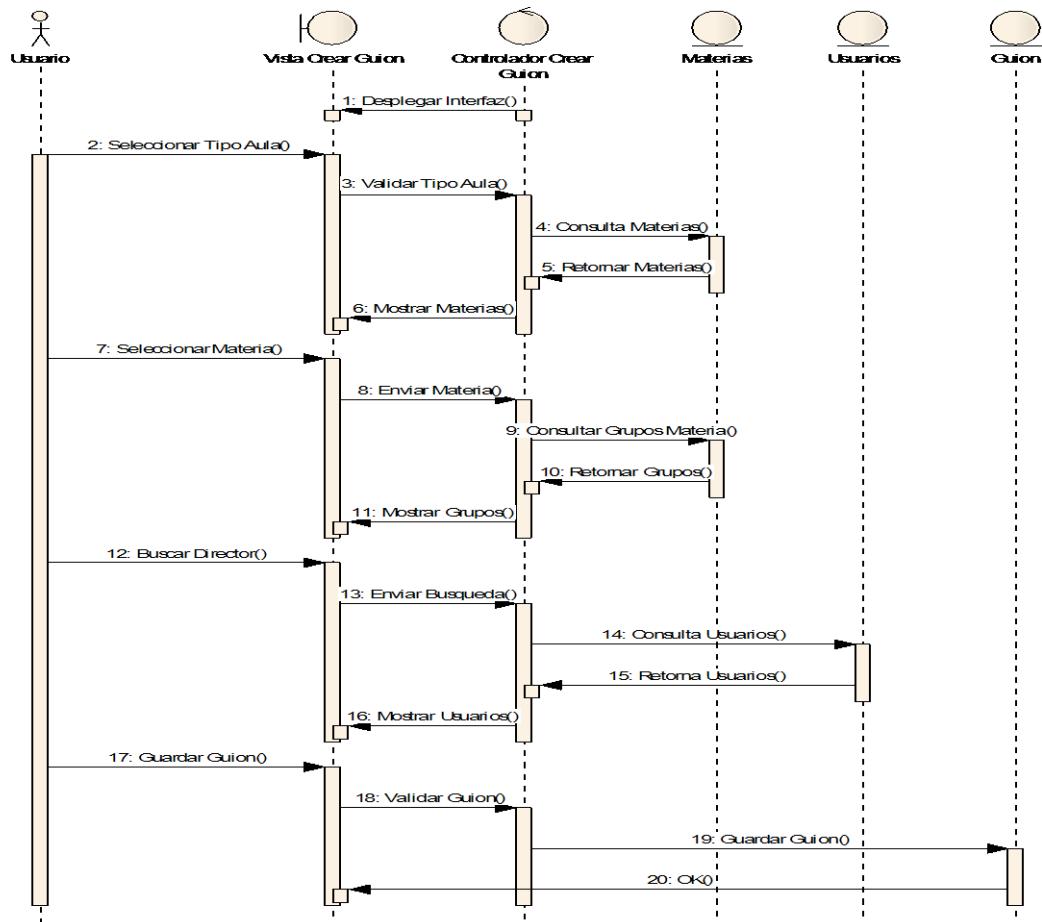 Usuario
Vista Crear Guion
Controlador Crear
Guion
Materias
Usuarios
Guion
1: Desplegar Interfaz()
2: Seleccionar Tipo Aula()
3: Validar Tipo Aula()
4: Consulta Materias()
5: Retornar Materias()
6: Mostrar Materias()
7: Seleccionar Materia()
8: Enviar Materia()
9: Consultar Grupos Materia()
10: Retornar Grupos()
11: Mostrar Grupos()
12: Buscar Director()
13: Enviar Busqueda()
14: Consulta Usuarios()
15: Retorna Usuarios()
16: Mostrar Usuarios()
17: Guardar Guion()
18: Validar Guion()
19: Guardar Guion()
20: OK()